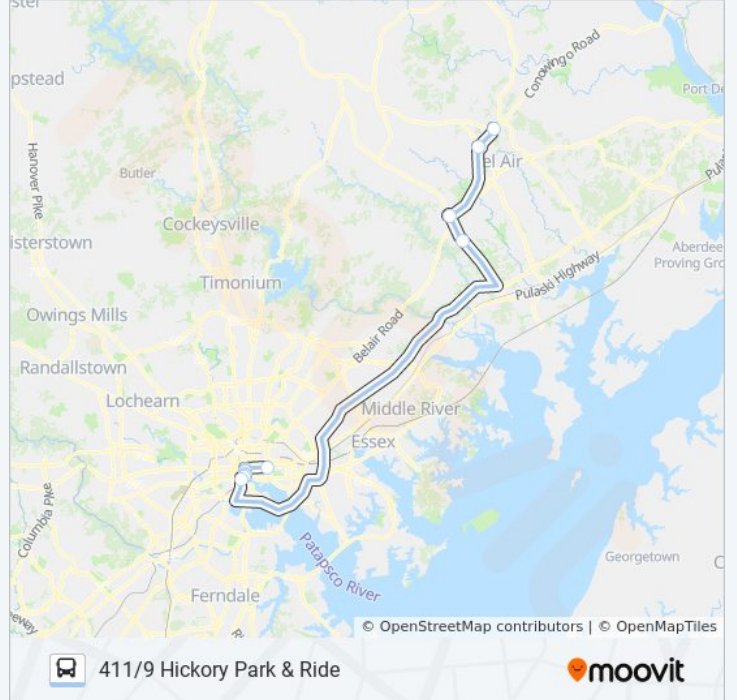 Conowingo Road
pstead
Port De
Hanover Pike
el Air
Butler
Cockeysville
isterstown
Aberdee
Proving Gro
Timonium
Pulaski Highway
Owings Mills
Belair Road
Randallstown
Lochearn
Middle River
Essex
Columbia Pike
Patapsco River
Georgetown
Ferndale
© OpenStreetMap contributors | © OpenMapTiles
411/9 Hickory Park & Ride
moovit